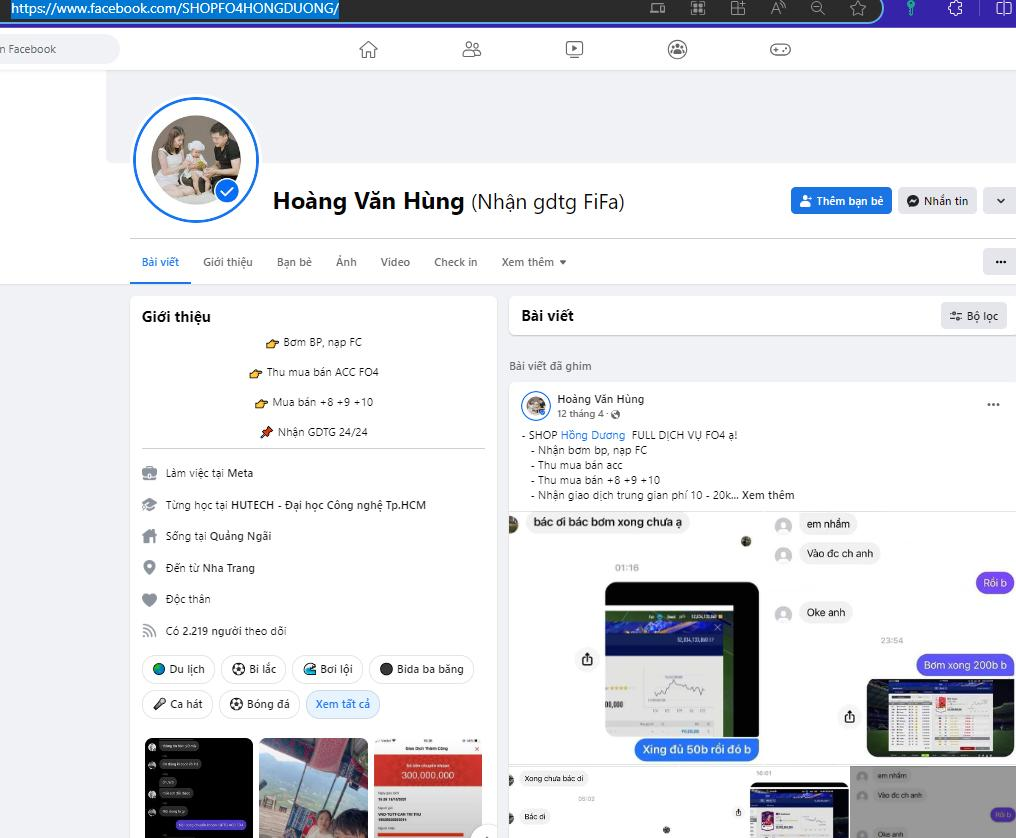 https://www.facebook.com/SHOPFO4HONGDUONG/
n Facebook
Hoàng Văn Hùng (Nhận gdtg FiFa)
Thêm bạn bè
Nhắn tin
Bài viết
Giới thiệu
Bạn bè
Ảnh
Video
Check in
Xem thêm
Giới thiệu
👉 Bơm BP, nạp FC
👉 Thu mua bán ACC FO4
👉 Mua bán +8 +9 +10
📌 Nhận GDTG 24/24
Làm việc tại Meta
Từng học tại HUTECH - Đại học Công nghệ Tp.HCM
Sống tại Quảng Ngãi
Đến từ Nha Trang
Độc thân
Có 2.219 người theo dõi
Du lịch
Bi lắc
Bơi lội
Bida ba băng
Ca hát
Bóng đá
Xem tất cả
300,000,000
Bài viết
Bộ lọc
Bài viết đã ghim
Hoàng Văn Hùng
12 tháng 4 ·
- SHOP Hồng Dương FULL DỊCH VỤ FO4 ạ!
- Nhận bơm bp, nạp FC
- Thu mua bán acc
- Thu mua bán +8 +9 +10
- Nhận giao dịch trung gian phí 10 - 20k... Xem thêm
bác ơi bác bơm xong chưa ạ
01:16
Xing đủ 50b rồi đó b
em nhắm
Vào đc ch anh
Rồi b
Oke anh
23:54
Bơm xong 200b b
Xong chưa bác di
05:02
Bác di
16:01
em nhắm
Vào đc ch anh
Rồi b
Oke anh